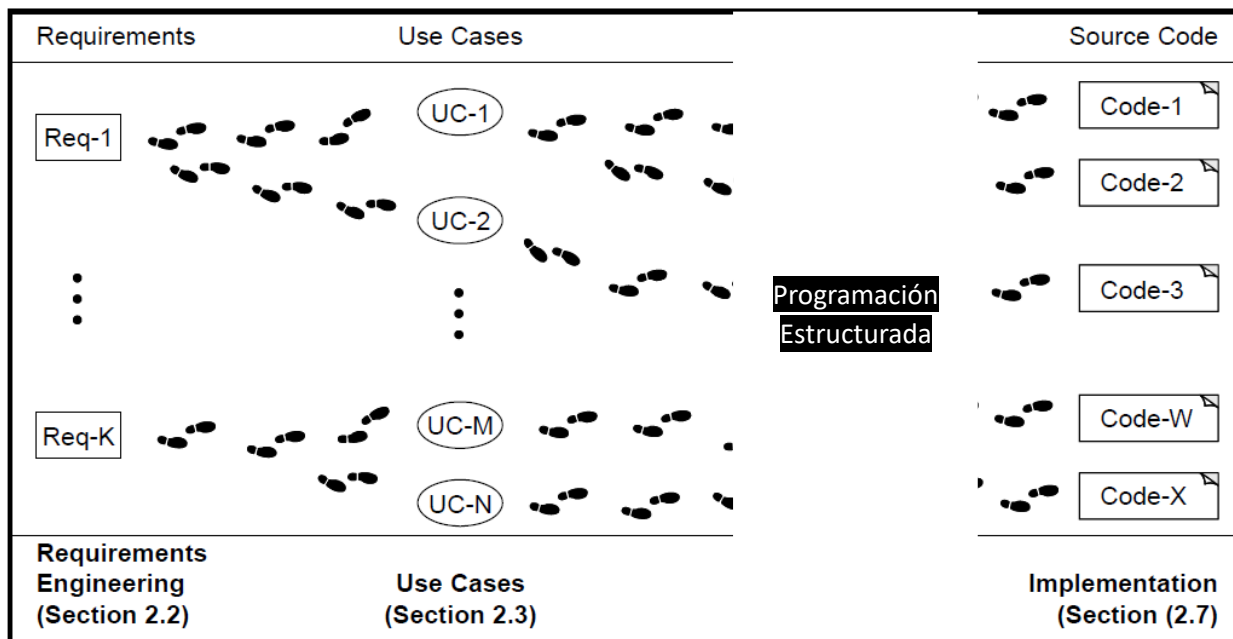 Requirements Use Cases Source Code
Req-1
UC-1
Code-1
Code-2
UC-2
Code-3
Programación
Estructurada
Req-K
UC-M
Code-W
UC-N
Code-X
Requirements
Engineering
(Section 2.2)
Use Cases
(Section 2.3)
Implementation
(Section (2.7)